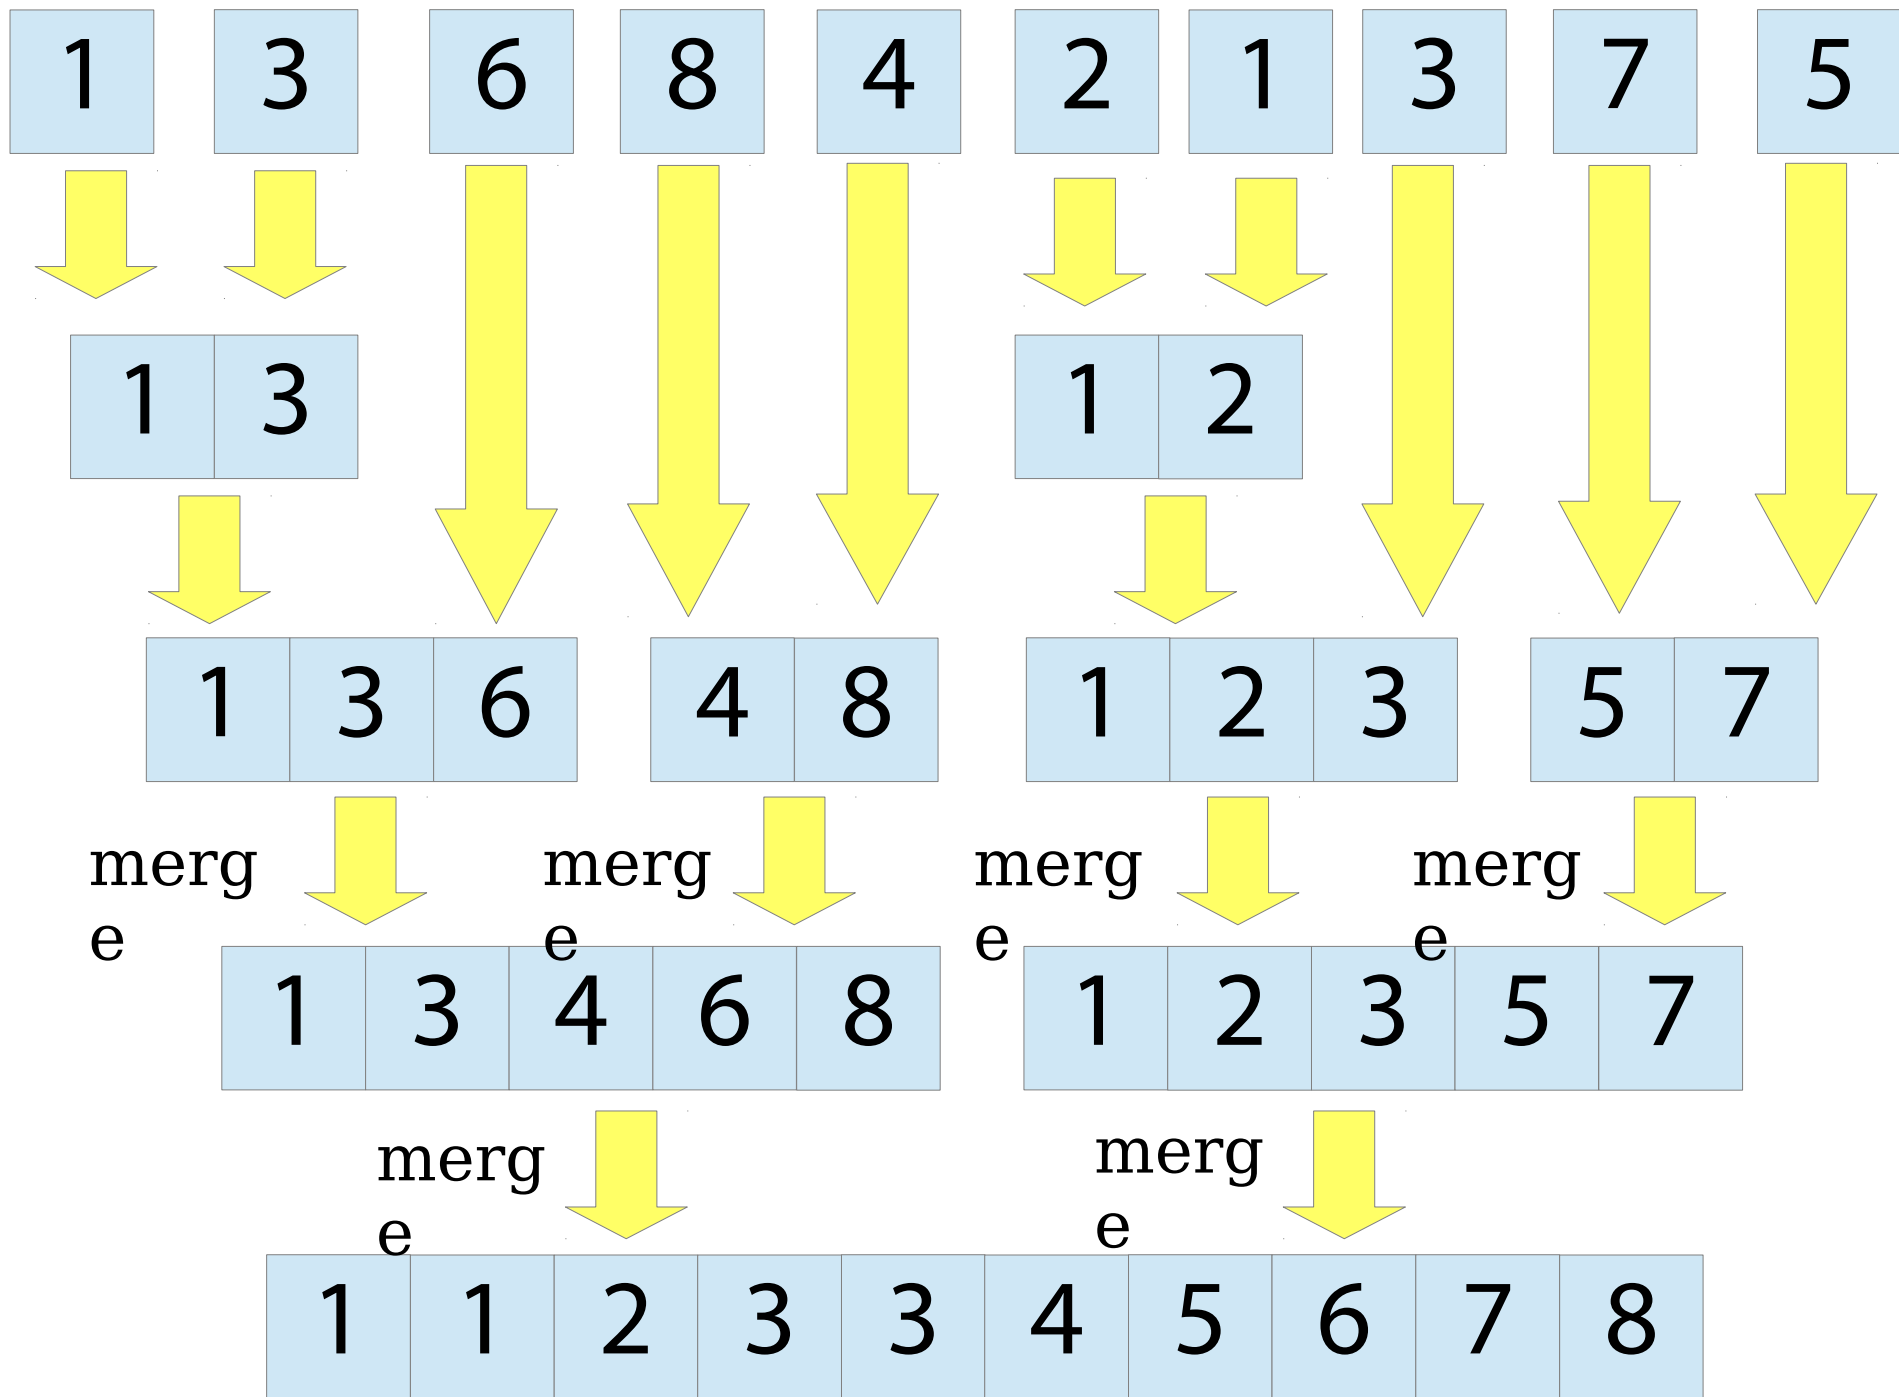 1 3 6 8 4 2 1 3 7 5
1 3 1 2
1 3 6 4 8 1 2 3 5 7
merg merg merg merg
e e e e
1 3 4 6 8 1 2 3 5 7
merg merg
e e
1 1 2 3 3 4 5 6 7 8